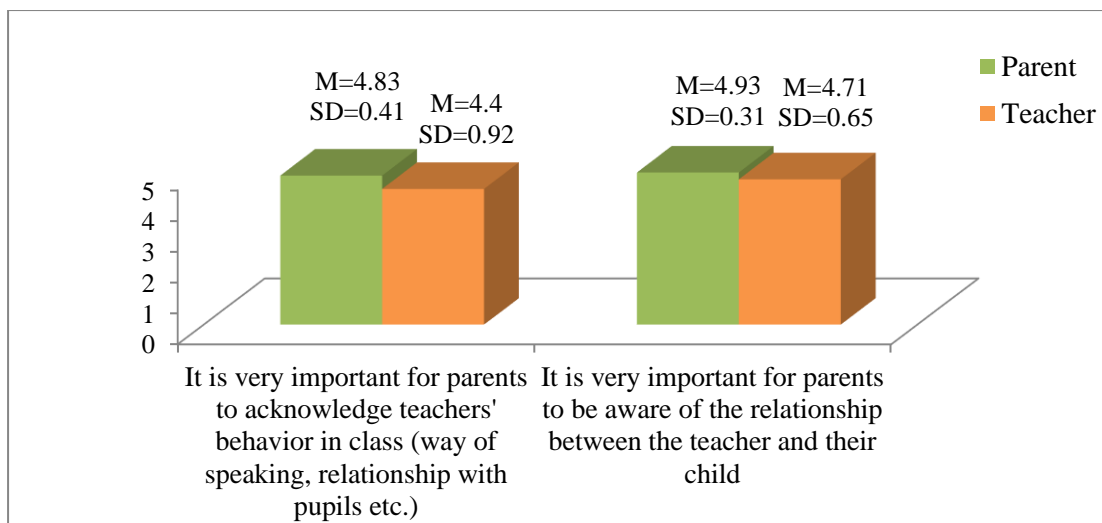 M=4.83
SD=0.41
M=4.4
SD=0.92
M=4.93
SD=0.31
M=4.71
SD=0.65
Parent
Teacher
5
4
3
2
1
0
It is very important for parents
to acknowledge teachers'
behavior in class (way of
speaking, relationship with
pupils etc.)
It is very important for parents
to be aware of the relationship
between the teacher and their
child